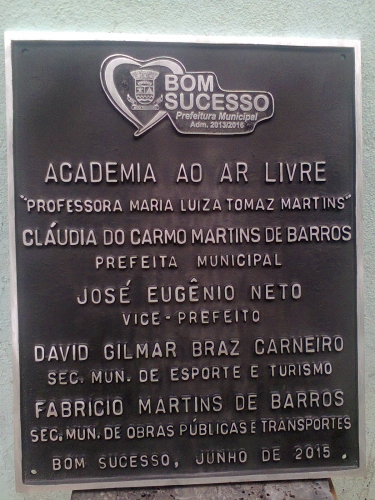 BOM
SUCESSO
Prefeitura Municipal
Adm. 2013/2016
ACADEMIA AO AR LIVRE
"PROFESSORA MARIA LUIZA TOMAZ MARTINS"
CLÁUDIA DO CARMO MARTINS DE BARROS
PREFEITA MUNICIPAL
JOSÉ EUGÊNIO NETO
VICE-PREFEITO
DAVID GILMAR BRAZ CARNEIRO
SEC. MUN. DE ESPORTE E TURISMO
FABRICIO MARTINS DE BARROS
SEC. MUN. DE OBRAS PÚBLICAS E TRANSPORTES
BOM SUCESSO, JUNHO DE 2015.